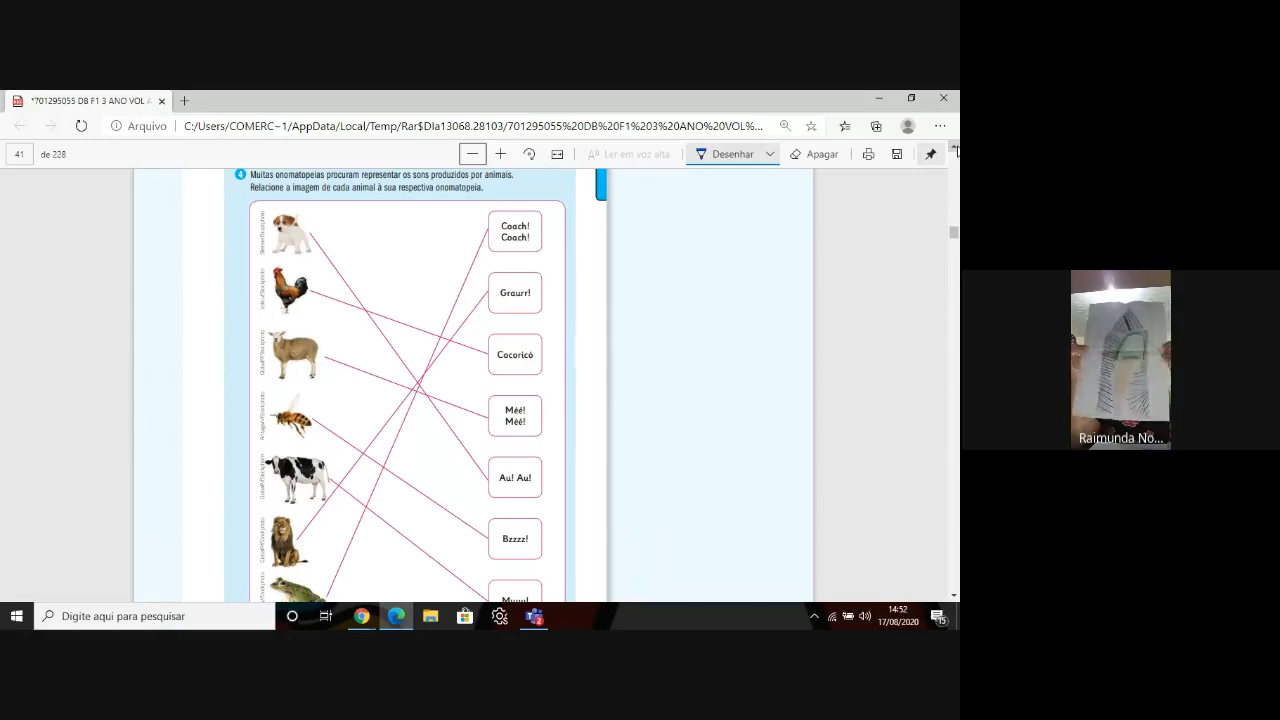 *701295055 DB F1 3 ANO VOL
Arquivo
C:/Users/COMERC~1/AppData/Local/Temp/Rar$DIa13068.28103/701295055%20DB%20F1%203%20ANO%20VOL%...
41 de 228
Ler em voz alta
Desenhar
Apagar
4 Muitas onomatopeias procuram representar os sons produzidos por animais.
Relacione a imagem de cada animal à sua respectiva onomatopeia.
Coach!
Coach!
Graurr!
Cocoricó
Méé!
Méé!
Au! Au!
Bzzzz!
Raimunda No...
Digite aqui para pesquisar
2
14:52
17/08/2020
15